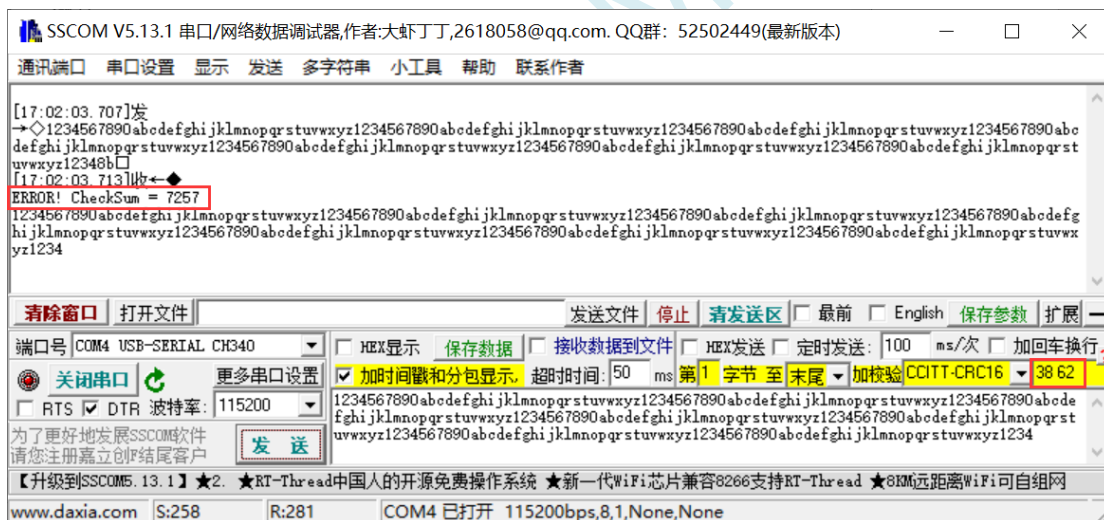 SSCOM V5.13.1 串口/网络数据调试器,作者:大虾丁丁,2618058@qq.com. QQ群: 52502449(最新版本)
通讯端口 串口设置 显示 发送 多字符串 小工具 帮助 联系作者
[17:02:03.707]发
→◇1234567890abcdefghijklmnopqrstuvwxyz1234567890abcdefghijklmnopqrstuvwxyz1234567890abcdefghijklmnopqrstuvwxyz1234567890abc
defghijklmnopqrstuvwxyz1234567890abcdefghijklmnopqrstuvwxyz1234567890abcdefghijklmnopqrstuvwxyz1234567890abcdefghijklmnopqrst
uvwxyz12348b□
[17:02:03.713]收←◆
ERROR! CheckSum = 7257
1234567890abcdefghijklmnopqrstuvwxyz1234567890abcdefghijklmnopqrstuvwxyz1234567890abcdefghijklmnopqrstuvwxyz1234567890abcdefg
hijklmnopqrstuvwxyz1234567890abcdefghijklmnopqrstuvwxyz1234567890abcdefghijklmnopqrstuvwxyz1234567890abcdefghijklmnopqrstuvwx
yz1234
清除窗口 打开文件 发送文件 停止 清发送区 最前 English 保存参数 扩展 —
端口号 COM4 USB-SERIAL CH340 HEX显示 保存数据 接收数据到文件 HEX发送 定时发送: 100 ms/次 加回车换行
关闭串口 更多串口设置 加时间戳和分包显示, 超时时间: 50 ms 第 1 字节 至 末尾 加校验 CCITT-CRC16 38 62
RTS DTR 波特率: 115200
1234567890abcdefghijklmnopqrstuvwxyz1234567890abcdefghijklmnopqrstuvwxyz1234567890abcdefghijklmnopqrstuvwxyz1234567890abcde
fghijklmnopqrstuvwxyz1234567890abcdefghijklmnopqrstuvwxyz1234567890abcdefghijklmnopqrstuvwxyz1234567890abcdefghijklmnopqrst
uvwxyz1234567890abcdefghijklmnopqrstuvwxyz1234567890abcdefghijklmnopqrstuvwxyz1234
为了更好地发展SSCOM软件
请您注册嘉立创F结尾客户
发 送
【升级到SSCOM5.13.1】★2. ★RT-Thread中国人的开源免费操作系统 ★新一代WiFi芯片兼容8266支持RT-Thread ★8KM远距离WiFi可自组网
www.daxia.com S:258 R:281 COM4 已打开 115200bps,8,1,None,None